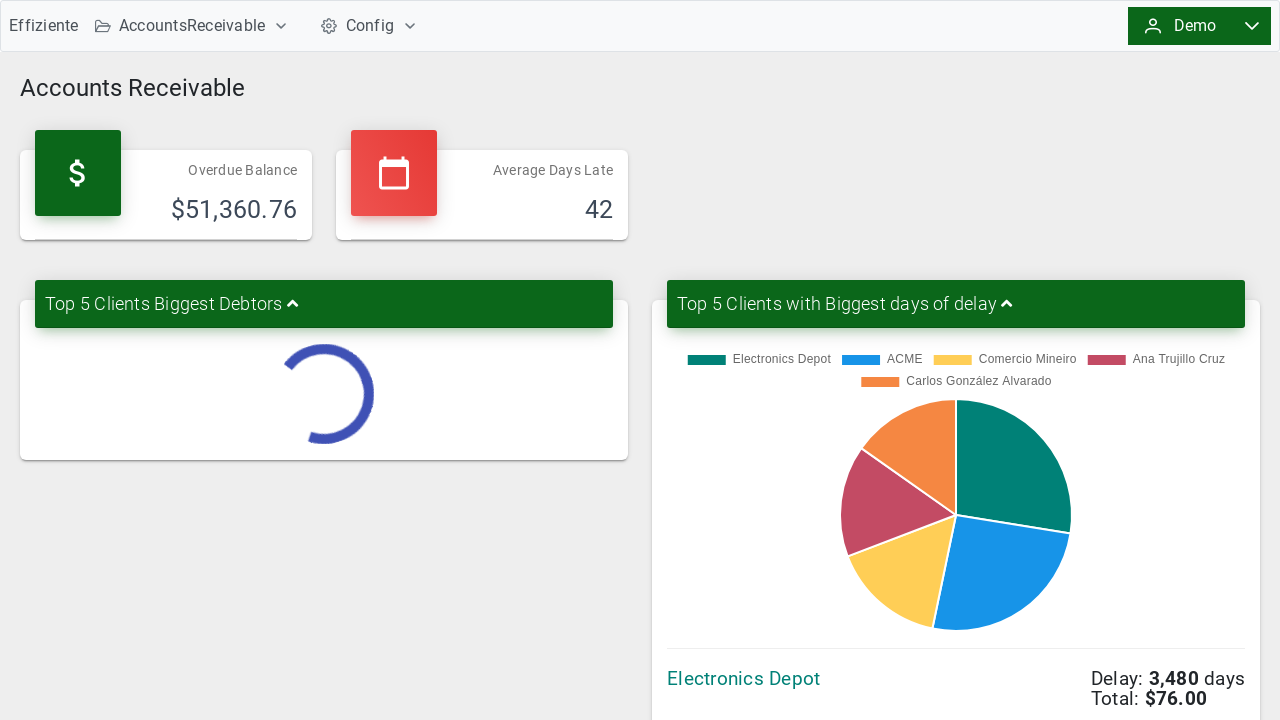 Effiziente AccountsReceivable Config Demo
Accounts Receivable
Overdue Balance
$51,360.76
Average Days Late
42
Top 5 Clients Biggest Debtors
Top 5 Clients with Biggest days of delay
Electronics Depot ACME Comercio Mineiro Ana Trujillo Cruz
Carlos González Alvarado
Electronics Depot
Delay: 3,480 days
Total: $76.00